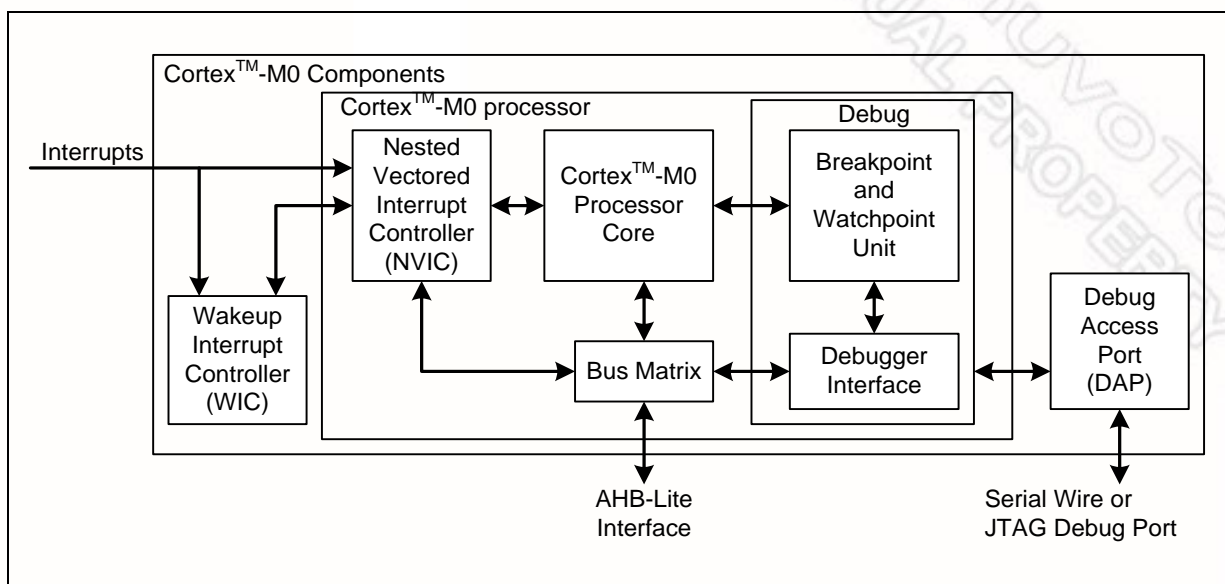 Cortex™-M0 Components
Cortex™-M0 processor
Debug
Interrupts
Nested
Vectored
Interrupt
Controller
(NVIC)
Cortex™-M0
Processor
Core
Breakpoint
and
Watchpoint
Unit
Wakeup
Interrupt
Controller
(WIC)
Bus Matrix
Debugger
Interface
Debug
Access
Port
(DAP)
AHB-Lite
Interface
Serial Wire or
JTAG Debug Port
PROPERTY